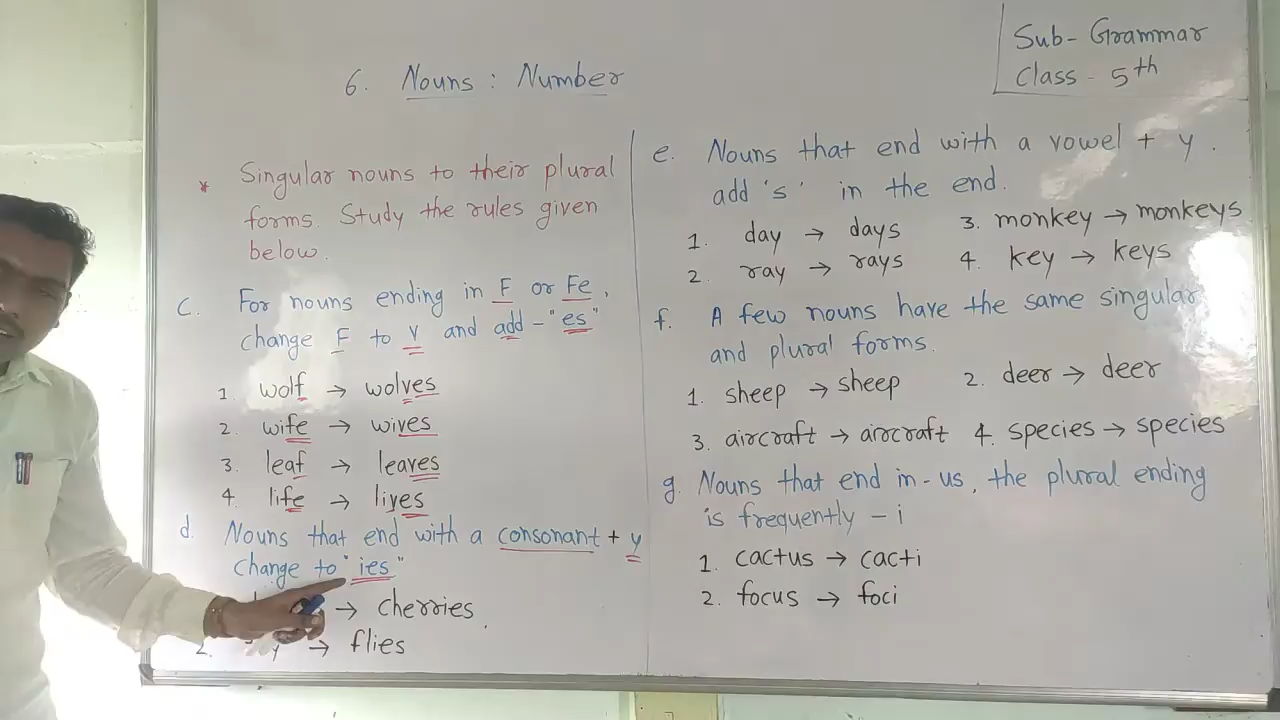 Sub- Grammar
Class - 5th
6. Nouns : Number
* Singular nouns to their plural
forms. Study the rules given
below.
c. For nouns ending in F or Fe,
change F to V and add - "es"
1. wolf → wolves
2. wife → wives
3. leaf → leaves
4. life → lives
d. Nouns that end with a consonant + y
change to "ies"
→ cherries
2. y → flies
e. Nouns that end with a vowel + y.
add 's' in the end.
1. day → days 3. monkey → monkeys
2. ray → rays 4. key → keys
f. A few nouns have the same singular
and plural forms.
1. sheep → sheep 2. deer → deer
3. aircraft → aircraft 4. species → species
g. Nouns that end in - us, the plural ending
is frequently - i
1. cactus → cacti
2. focus → foci